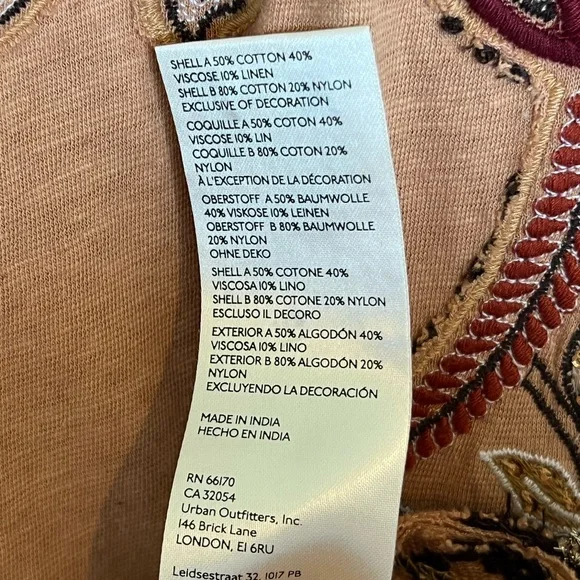 SHELL A 50% COTTON 40%
VISCOSE 10% LINEN
SHELL B 80% COTTON 20% NYLON
EXCLUSIVE OF DECORATION
COQUILLE A 50% COTON 40%
VISCOSE 10% LIN
COQUILLE B 80% COTON 20%
NYLON
À L'EXCEPTION DE LA DÉCORATION
OBERSTOFF A 50% BAUMWOLLE
40% VISKOSE 10% LEINEN
OBERSTOFF B 80% BAUMWOLLE
20% NYLON
OHNE DEKO
SHELL A 50% COTONE 40%
VISCOSA 10% LINO
SHELL B 80% COTONE 20% NYLON
ESCLUSO IL DECORO
EXTERIOR A 50% ALGODÓN 40%
VISCOSA 10% LINO
EXTERIOR B 80% ALGODÓN 20%
NYLON
EXCLUYENDO LA DECORACIÓN
MADE IN INDIA
HECHO EN INDIA
RN 66170
CA 32054
Urban Outfitters, Inc.
146 Brick Lane
LONDON, E1 6RU
Leidsestraat 32, 1017 PB